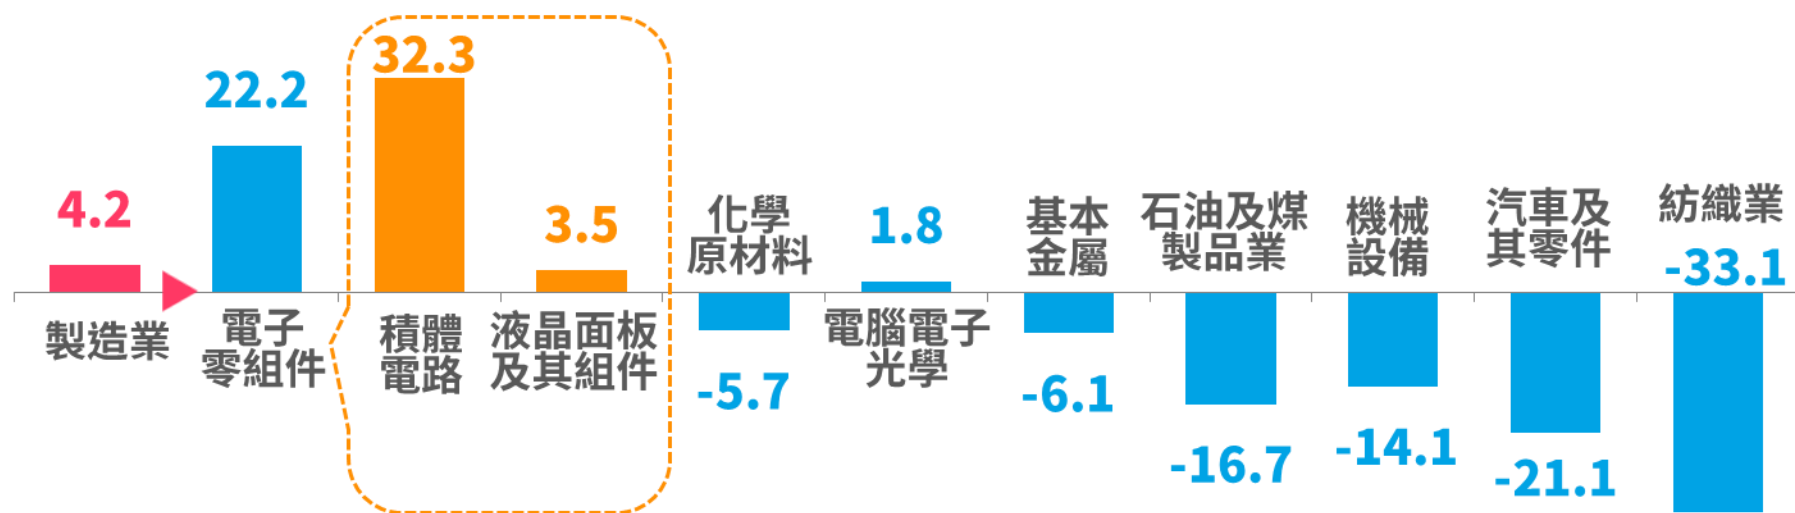 4.2
製造業
22.2
電子
零組件
32.3
積體
電路
3.5
液晶面板
及其組件
化學
原材料
-5.7
1.8
電腦電子
光學
基本
金屬
-6.1
石油及煤
製品業
-16.7
機械
設備
-14.1
汽車及
其零件
-21.1
紡織業
-33.1